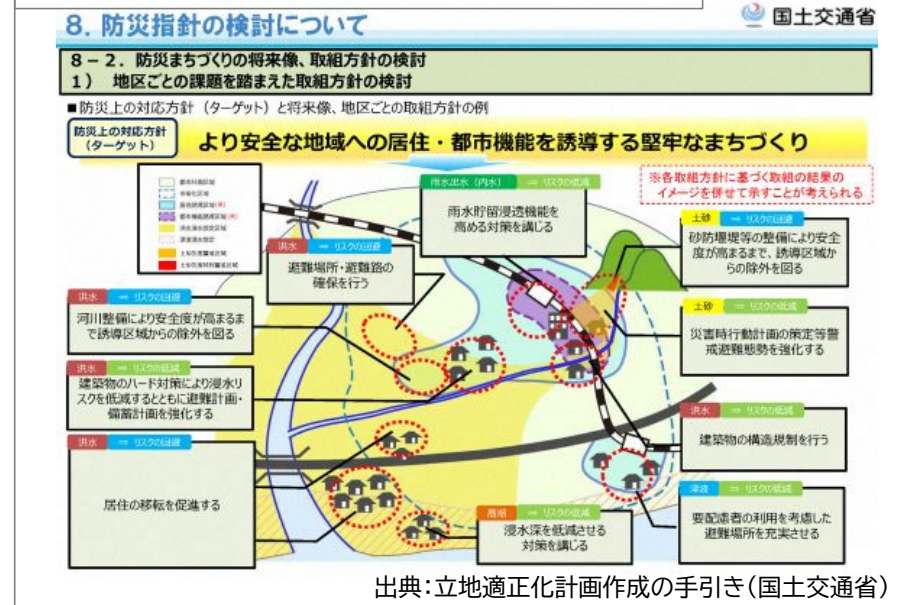 8. 防災指針の検討について
国土交通省
8-2. 防災まちづくりの将来像、取組方針の検討
1) 地区ごとの課題を踏まえた取組方針の検討
■防災上の対応方針（ターゲット）と将来像、地区ごとの取組方針の例
防災上の対応方針
（ターゲット）
より安全な地域への居住・都市機能を誘導する堅牢なまちづくり
※各取組方針に基づく取組の結果の
イメージを併せて示すことが考えられる
雨水出水（内水） ⇒ リスクの低減
雨水貯留浸透機能を
高める対策を講じる
洪水 ⇒ リスクの回避
避難場所・避難路の
確保を行う
土砂 ⇒ リスクの回避
砂防堰堤等の整備により安全
度が高まるまで、誘導区域か
らの除外を図る
洪水 ⇒ リスクの回避
河川整備により安全度が高まるま
で誘導区域からの除外を図る
土砂 ⇒ リスクの低減
災害時行動計画の策定等警
戒避難態勢を強化する
洪水 ⇒ リスクの低減
建築物のハード対策により浸水リ
スクを低減するとともに避難計画・
備蓄計画を強化する
洪水 ⇒ リスクの低減
建築物の構造規制を行う
洪水 ⇒ リスクの回避
居住の移転を促進する
高潮 ⇒ リスクの低減
浸水深を低減させる
対策を講じる
津波 ⇒ リスクの低減
要配慮者の利用を考慮した
避難場所を充実させる
出典：立地適正化計画作成の手引き（国土交通省）